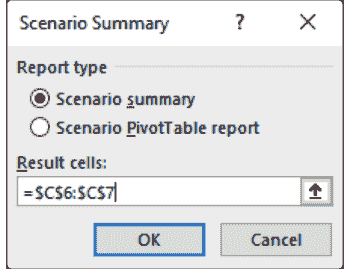 Scenario Summary ?
Report type
Scenario summary
Scenario PivotTable report
Result cells:
=$C$6:$C$7
OK Cancel